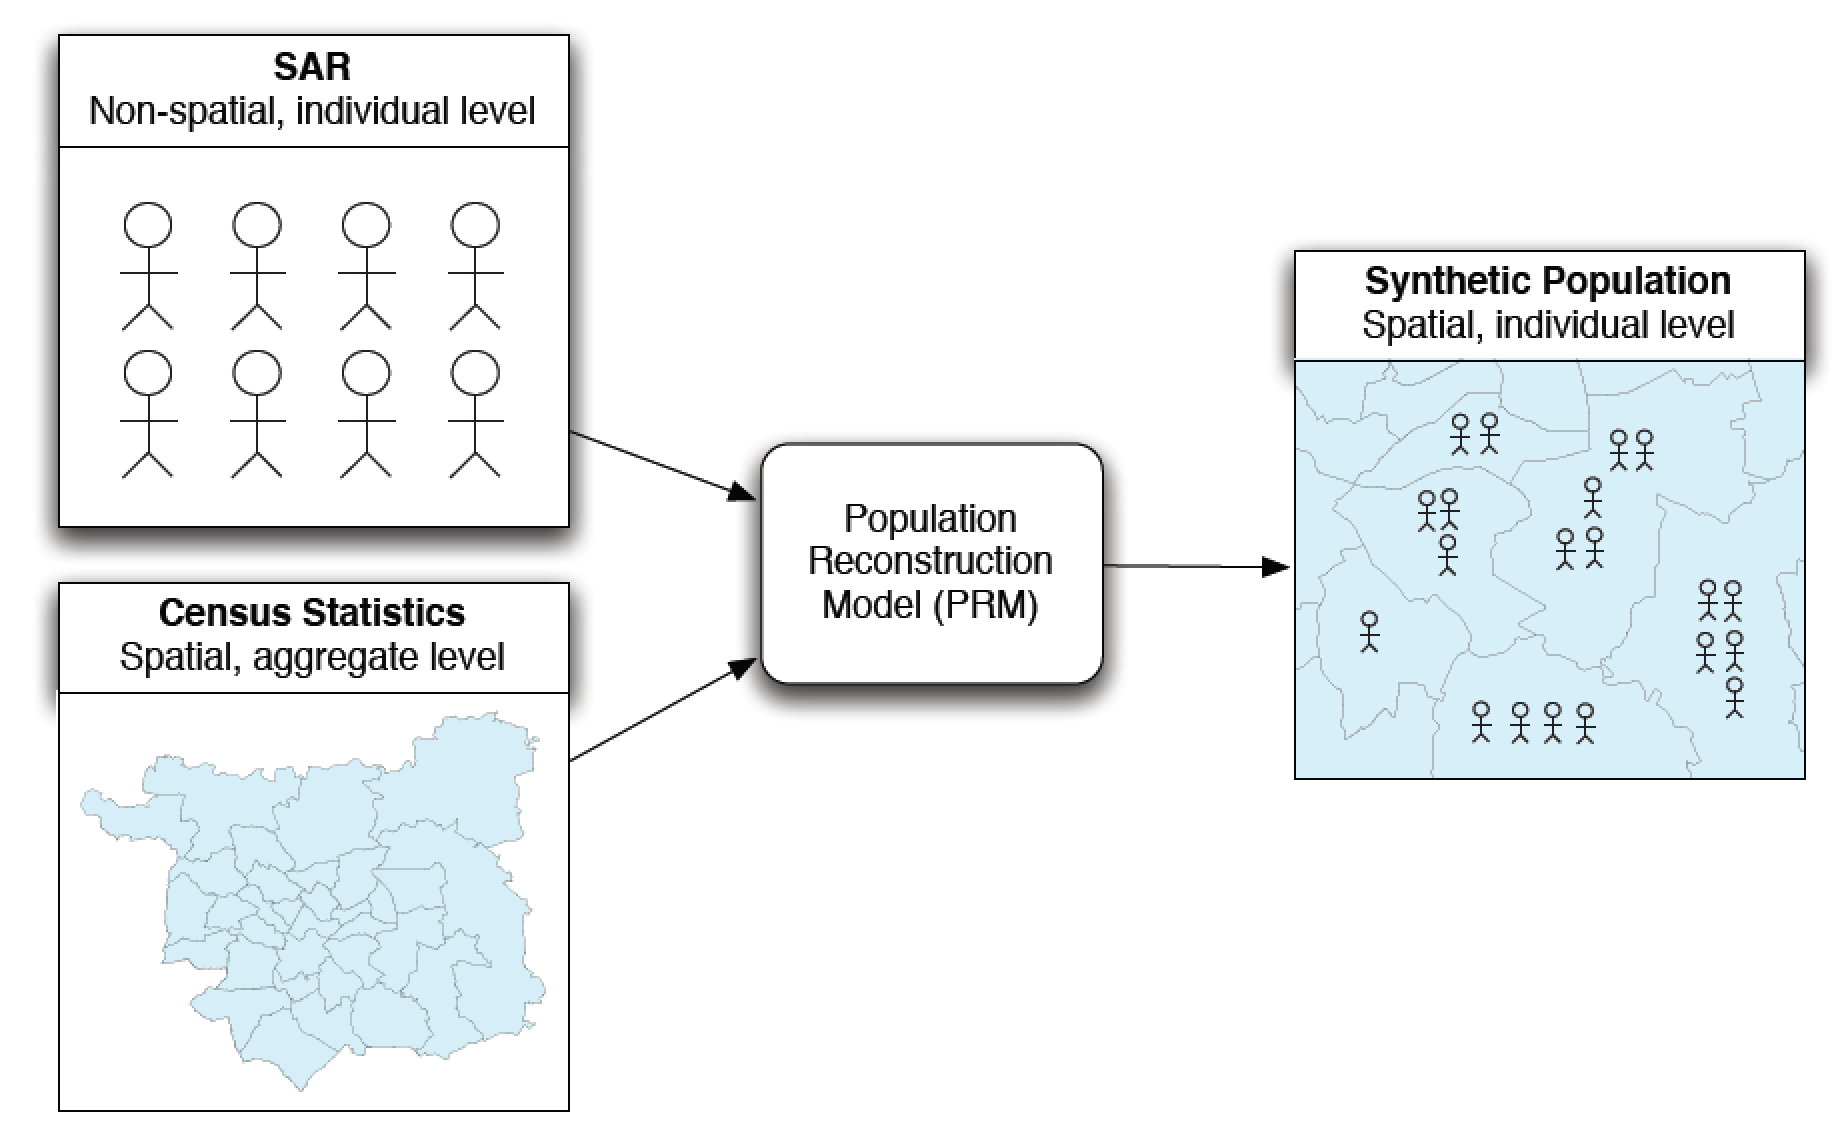 SAR
Non-spatial, individual level
Census Statistics
Spatial, aggregate level
Population
Reconstruction
Model (PRM)
Synthetic Population
Spatial, individual level